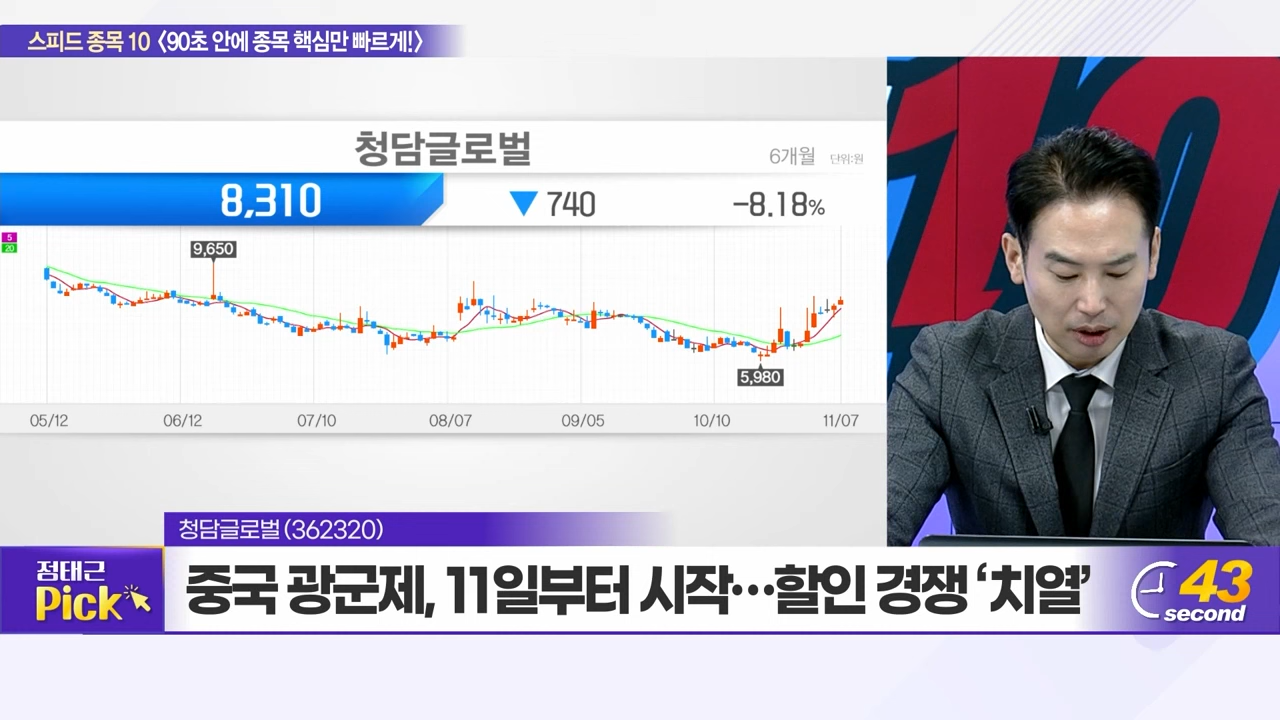 스피드 종목 10 〈90초 안에 종목 핵심만 빠르게!〉
청담글로벌
6개월 단위:원
8,310 ▼ 740 -8.18%
5
20
9,650
5,980
05/12 06/12 07/10 08/07 09/05 10/10 11/07
청담글로벌(362320)
정태근
Pick
중국 광군제, 11일부터 시작…할인 경쟁 ‘치열’
43
second
10